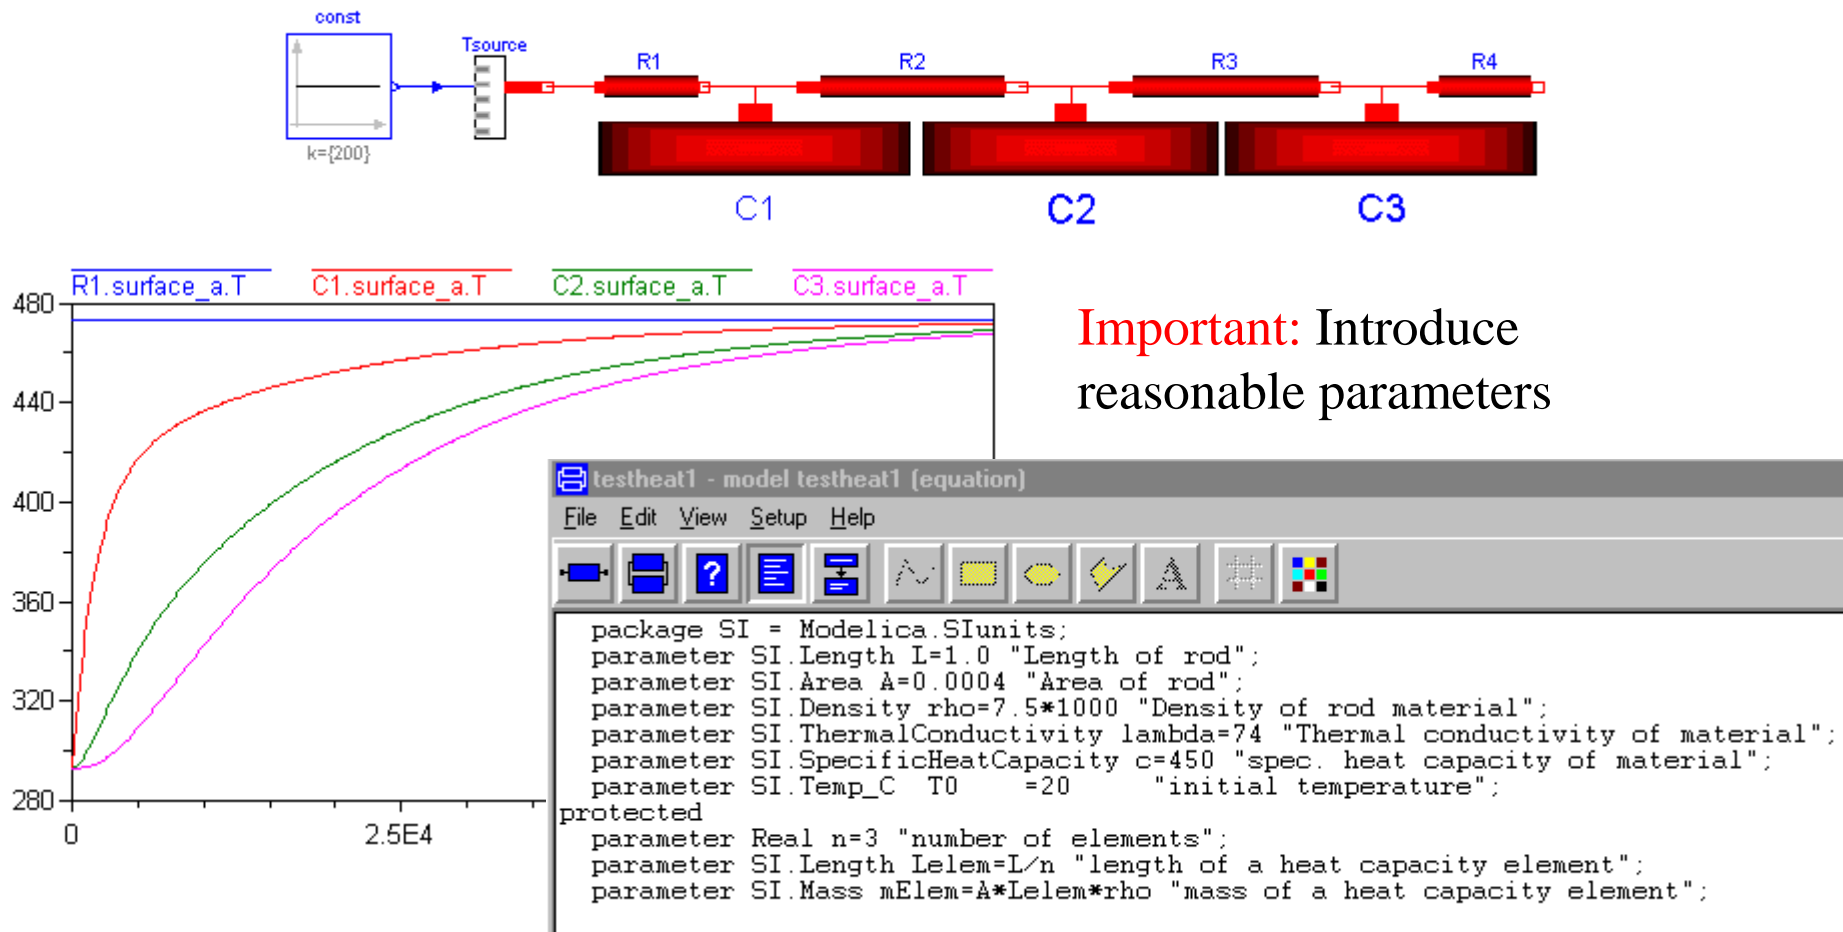 const
Tsource
R1
R2
R3
R4
k={200}
C1
C2
C3
R1.surface_a.T
C1.surface_a.T
C2.surface_a.T
C3.surface_a.T
480
440
400
360
320
280
0
2.5E4
Important: Introduce
reasonable parameters
testheat1 - model testheat1 (equation)
File Edit View Setup Help
?
A
package SI = Modelica.SIunits;
parameter SI.Length L=1.0 "Length of rod";
parameter SI.Area A=0.0004 "Area of rod";
parameter SI.Density rho=7.5*1000 "Density of rod material";
parameter SI.ThermalConductivity lambda=74 "Thermal conductivity of material";
parameter SI.SpecificHeatCapacity c=450 "spec. heat capacity of material";
parameter SI.Temp_C T0 =20 "initial temperature";
protected
parameter Real n=3 "number of elements";
parameter SI.Length Lelem=L/n "length of a heat capacity element";
parameter SI.Mass mElem=A*Lelem*rho "mass of a heat capacity element";